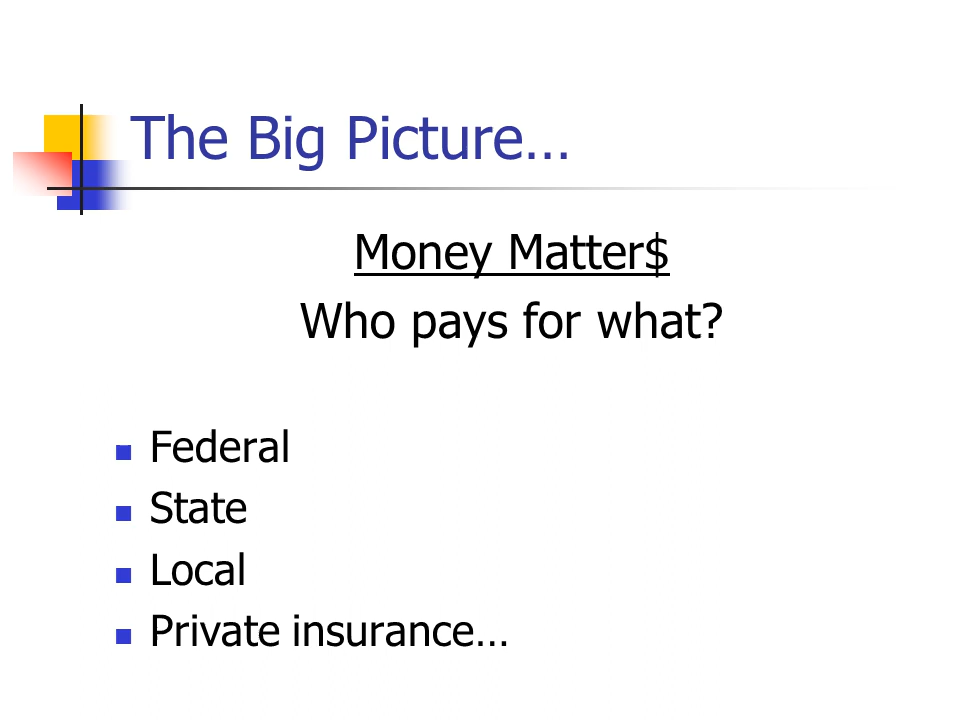 The Big Picture…
Money Matter$
Who pays for what?
Federal
State
Local
Private insurance…